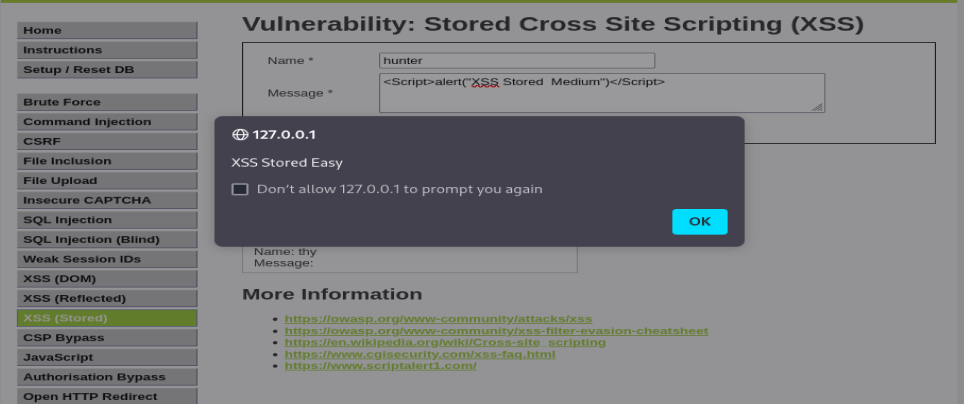 Vulnerability: Stored Cross Site Scripting (XSS)
Home
Instructions
Setup / Reset DB
Brute Force
Command Injection
CSRF
File Inclusion
File Upload
Insecure CAPTCHA
SQL Injection
SQL Injection (Blind)
Weak Session IDs
XSS (DOM)
XSS (Reflected)
XSS (Stored)
CSP Bypass
JavaScript
Authorisation Bypass
Open HTTP Redirect
Name * hunter
Message * <Script>alert("XSS Stored  Medium")</Script>
127.0.0.1
XSS Stored Easy
Don't allow 127.0.0.1 to prompt you again
OK
Name: thy
Message:
More Information
https://owasp.org/www-community/attacks/xss
https://owasp.org/www-community/xss-filter-evasion-cheatsheet
https://en.wikipedia.org/wiki/Cross-site_scripting
https://www.cgisecurity.com/xss-faq.html
https://www.scriptalert1.com/